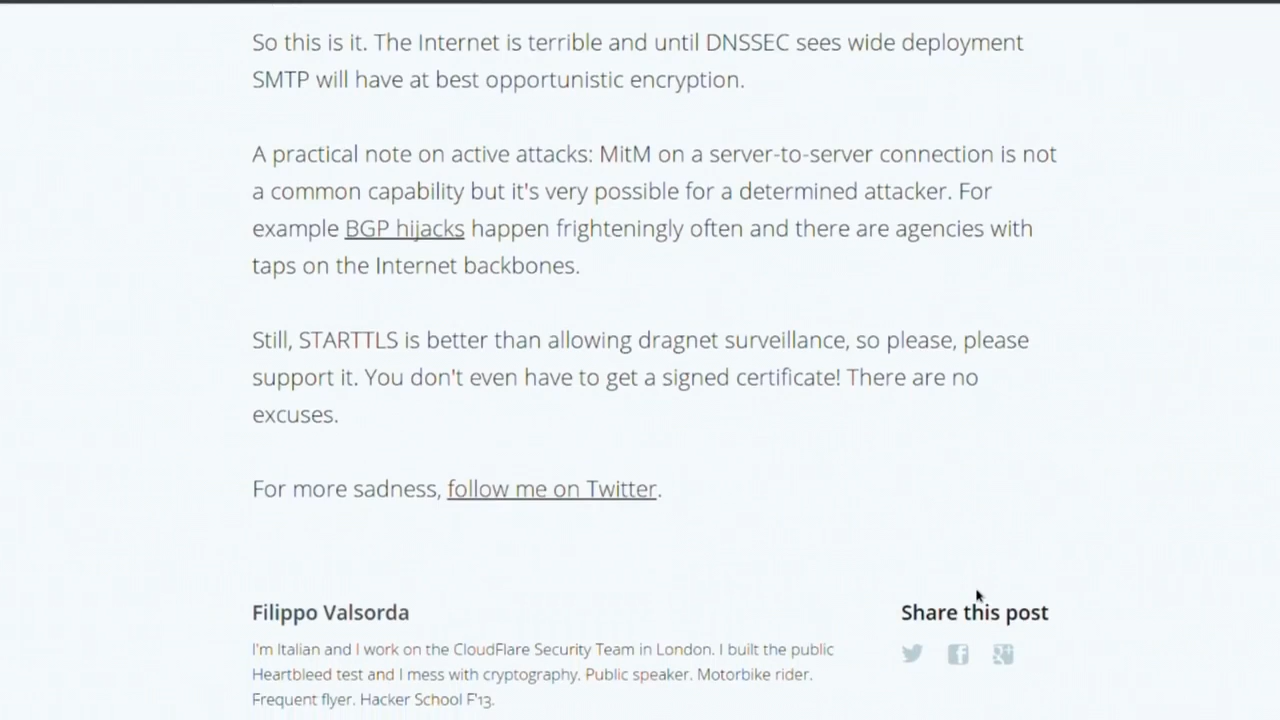 So this is it. The Internet is terrible and until DNSSEC sees wide deployment
SMTP will have at best opportunistic encryption.
A practical note on active attacks: MitM on a server-to-server connection is not
a common capability but it's very possible for a determined attacker. For
example BGP hijacks happen frighteningly often and there are agencies with
taps on the Internet backbones.
Still, STARTTLS is better than allowing dragnet surveillance, so please, please
support it. You don't even have to get a signed certificate! There are no
excuses.
For more sadness, follow me on Twitter.
Filippo Valsorda
I'm Italian and I work on the CloudFlare Security Team in London. I built the public
Heartbleed test and I mess with cryptography. Public speaker. Motorbike rider.
Frequent flyer. Hacker School F'13.
Share this post